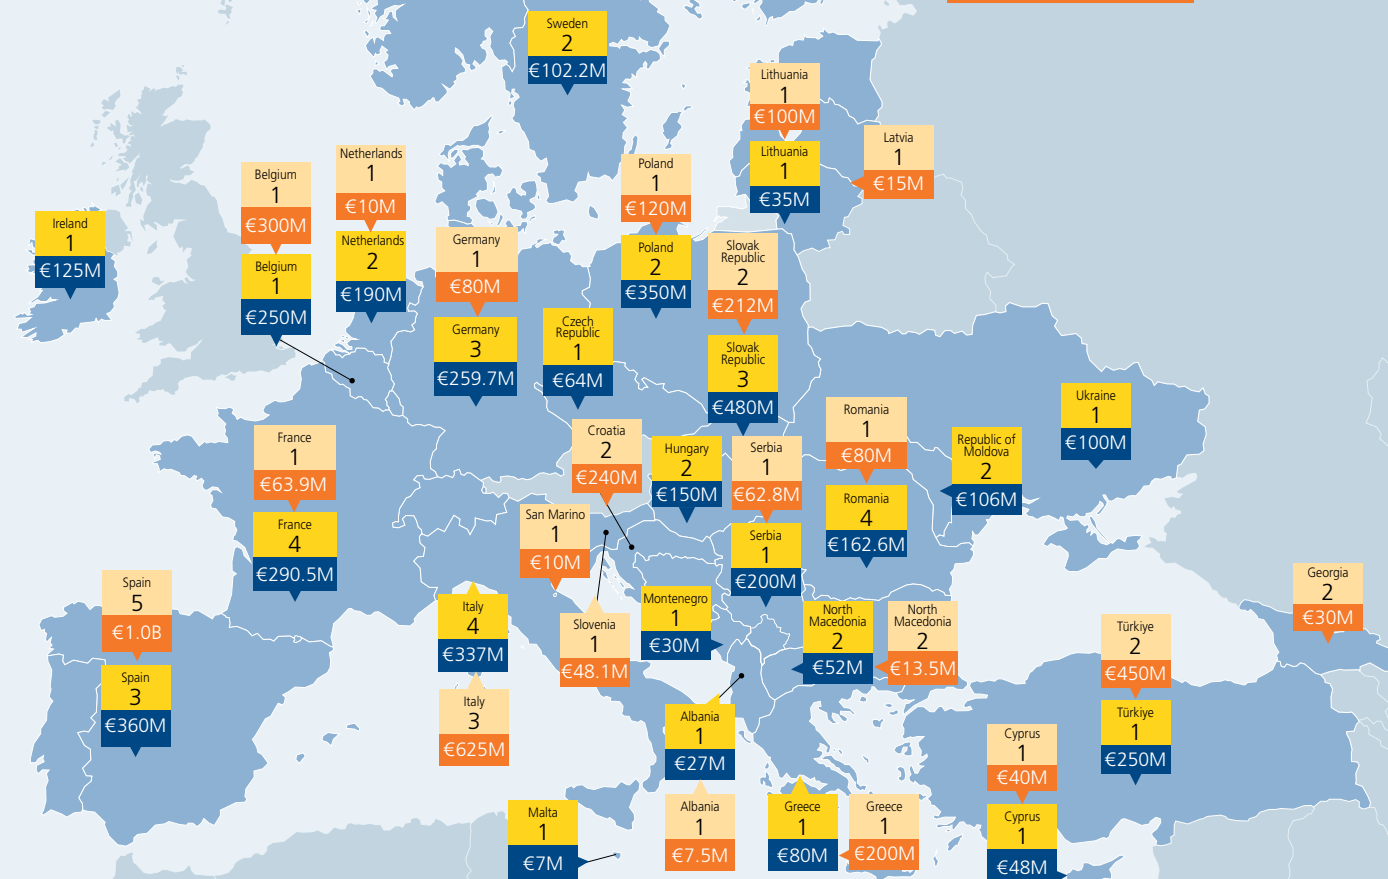 Sweden
2
€102.2M
Lithuania
1
€100M
Latvia
1
€15M
Lithuania
1
€35M
Netherlands
1
€10M
Belgium
1
€300M
Poland
1
€120M
Ireland
1
€125M
Netherlands
2
€190M
Germany
1
€80M
Poland
2
€350M
Slovak
Republic
2
€212M
Belgium
1
€250M
Germany
3
€259.7M
Czech
Republic
1
€64M
Slovak
Republic
3
€480M
Ukraine
1
€100M
France
1
€63.9M
Croatia
2
€240M
Hungary
2
€150M
Serbia
1
€62.8M
Romania
1
€80M
Republic of
Moldova
2
€106M
France
4
€290.5M
San Marino
1
€10M
Serbia
1
€200M
Romania
4
€162.6M
Spain
5
€1.0B
Italy
4
€337M
Slovenia
1
€48.1M
Montenegro
1
€30M
North
Macedonia
2
€52M
North
Macedonia
2
€13.5M
Türkiye
2
€450M
Georgia
2
€30M
Spain
3
€360M
Italy
3
€625M
Albania
1
€27M
Türkiye
1
€250M
Cyprus
1
€40M
Malta
1
€7M
Albania
1
€7.5M
Greece
1
€80M
Greece
1
€200M
Cyprus
1
€48M